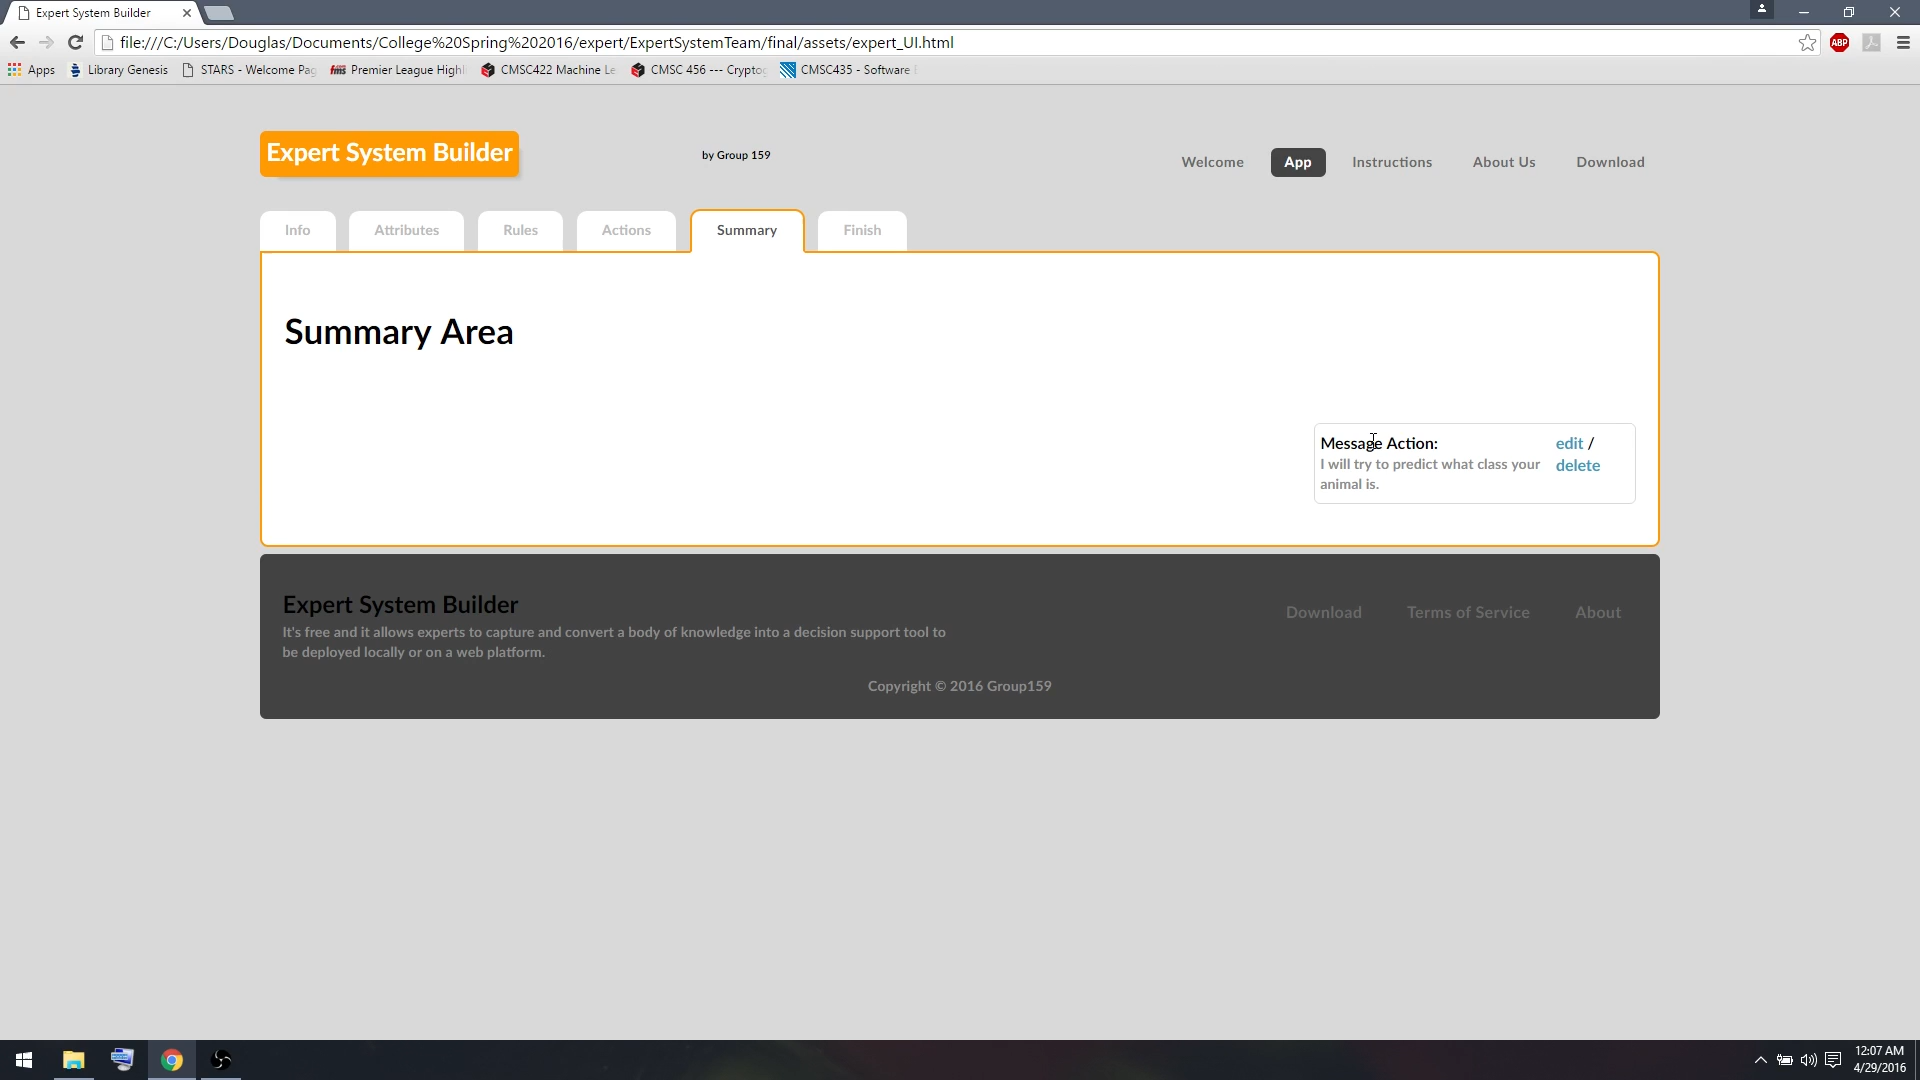 Expert System Builder
file:///C:/Users/Douglas/Documents/College%20Spring%202016/expert/ExpertSystemTeam/final/assets/expert_UI.html
ABP
Apps Library Genesis STARS - Welcome Pag Premier League Highl CMSC422 Machine Le CMSC 456 --- Cryptog CMSC435 - Software
Expert System Builder
by Group 159
Welcome App Instructions About Us Download
Info Attributes Rules Actions Summary Finish
Summary Area
Message Action:
I will try to predict what class your
animal is.
edit /
delete
Expert System Builder
It's free and it allows experts to capture and convert a body of knowledge into a decision support tool to
be deployed locally or on a web platform.
Download Terms of Service About
Copyright © 2016 Group159
12:07 AM
4/29/2016